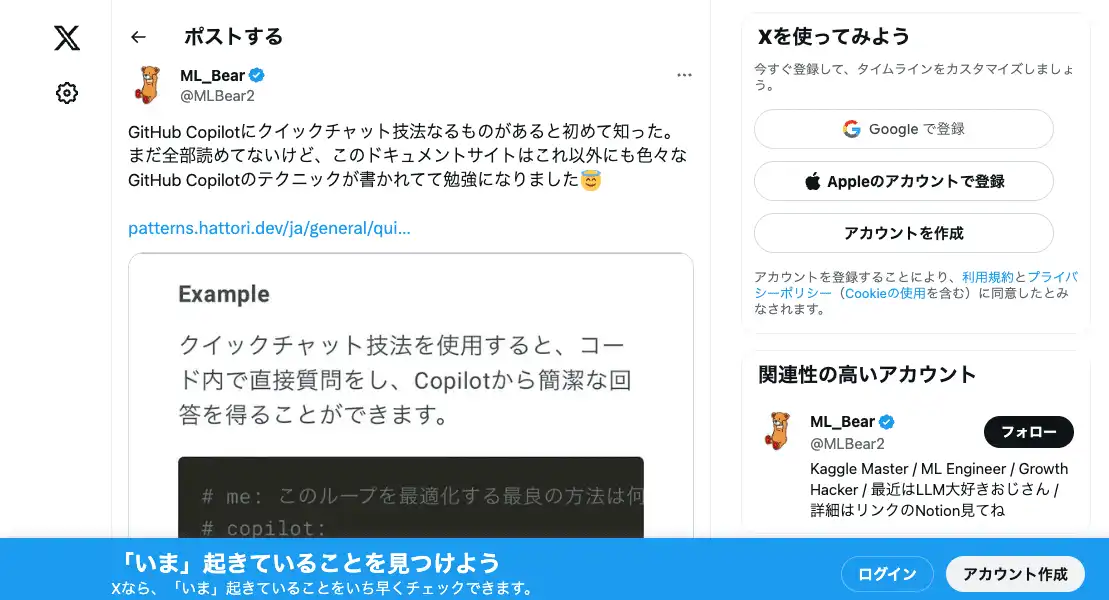 ポストする
ML_Bear
@MLBear2
GitHub Copilotにクイックチャット技法なるものがあると初めて知った。
まだ全部読めてないけど、このドキュメントサイトはこれ以外にも色々な
GitHub Copilotのテクニックが書かれてて勉強になりました😇
patterns.hattori.dev/ja/general/qui…
Example
クイックチャット技法を使用すると、コー
ド内で直接質問をし、Copilotから簡潔な回
答を得ることができます。
# me: このループを最適化する最良の方法は何
# copilot:
Xを使ってみよう
今すぐ登録して、タイムラインをカスタマイズしましょ
う。
Google で登録
Appleのアカウントで登録
アカウントを作成
アカウントを登録することにより、利用規約とプライバ
シーポリシー（Cookieの使用を含む）に同意したとみ
なされます。
関連性の高いアカウント
ML_Bear
@MLBear2
フォロー
Kaggle Master / ML Engineer / Growth
Hacker / 最近はLLM大好きおじさん /
詳細はリンクのNotion見てね
「いま」起きていることを見つけよう
Xなら、「いま」起きていることをいち早くチェックできます。
ログイン
アカウント作成